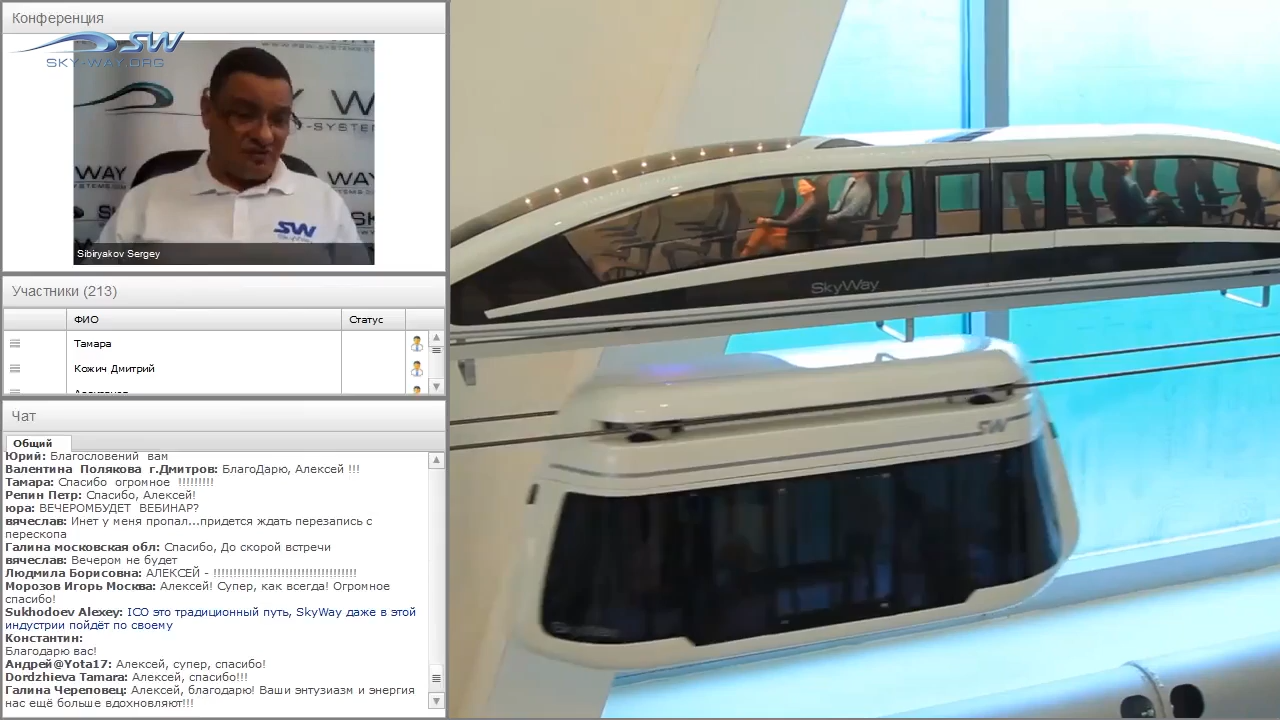 Конференция
SW
SKY-WAY.ORG
SW
Sibiryakov Sergey
Участники (213)
ФИО
Статус
Тамара
Кожич Дмитрий
Чат
Общий
Юрий: Благословений вам
Валентина Полякова г.Дмитров: БлагоДарю, Алексей !!!
Тамара: Спасибо огромное !!!!!!!!!
Репин Петр: Спасибо, Алексей!
юра: ВЕЧЕРОМБУДЕТ ВЕБИНАР?
вячеслав: Инет у меня пропал...придется ждать перезапись с
перескопа
Галина московская обл: Спасибо, До скорой встречи
вячеслав: Вечером не будет
Людмила Борисовна: АЛЕКСЕЙ - !!!!!!!!!!!!!!!!!!!!!!!!!!!!!!!!!!!!
Морозов Игорь Москва: Алексей! Супер, как всегда! Огромное
спасибо!
Sukhodoev Alexey: ICO это традиционный путь, SkyWay даже в этой
индустрии пойдёт по своему
Константин:
Благодарю вас!
Андрей@Yota17: Алексей, супер, спасибо!
Dordzhieva Tamara: Алексей, спасибо!!!
Галина Череповец: Алексей, благодарю! Ваши энтузиазм и энергия
нас ещё больше вдохновляют!!!
SkyWay
SW